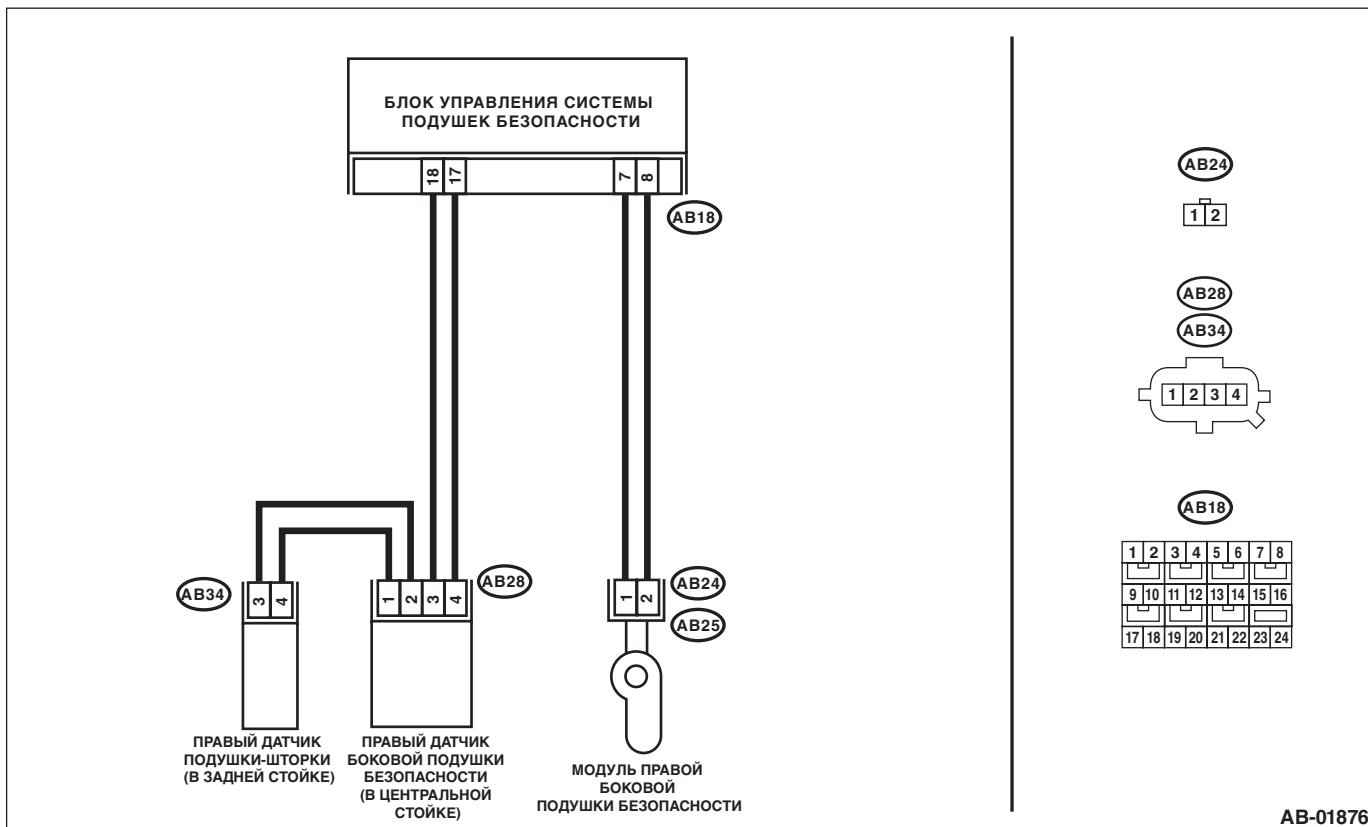 БЛОК УПРАВЛЕНИЯ СИСТЕМЫ
ПОДУШЕК БЕЗОПАСНОСТИ
18 17 7 8
AB18
AB34
3 4
1 2 3 4
AB28
1 2
AB24
AB25
ПРАВЫЙ ДАТЧИК
ПОДУШКИ-ШТОРКИ
(В ЗАДНЕЙ СТОЙКЕ)
ПРАВЫЙ ДАТЧИК
БОКОВОЙ ПОДУШКИ
БЕЗОПАСНОСТИ
(В ЦЕНТРАЛЬНОЙ
СТОЙКЕ)
МОДУЛЬ ПРАВОЙ
БОКОВОЙ
ПОДУШКИ БЕЗОПАСНОСТИ
AB24
1 2
AB28
AB34
1 2 3 4
AB18
1 2 3 4 5 6 7 8
9 10 11 12 13 14 15 16
17 18 19 20 21 22 23 24
AB-01876